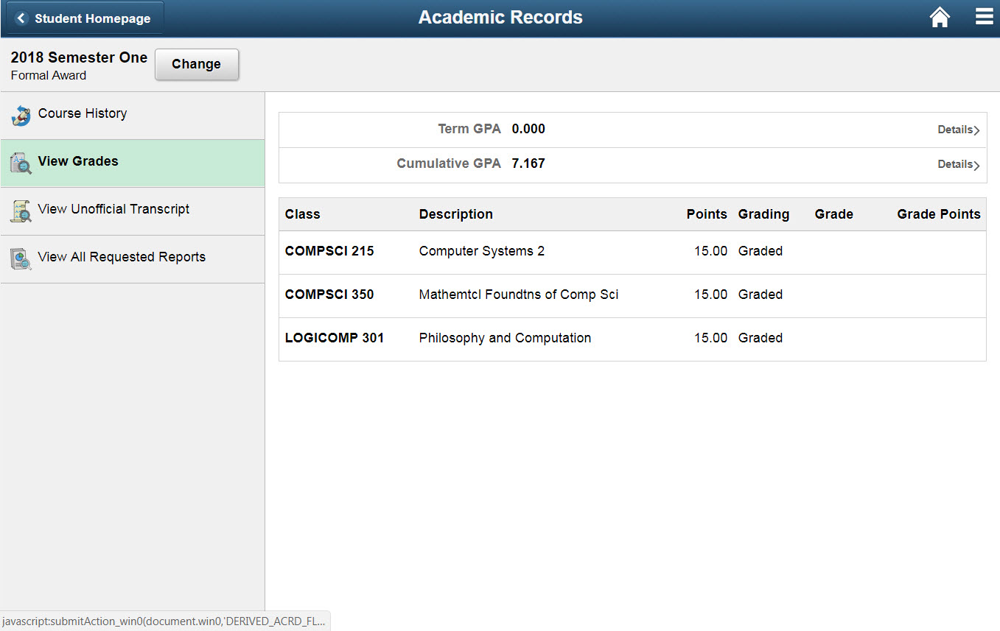 Student Homepage
Academic Records
2018 Semester One
Formal Award
Change
Course History
View Grades
View Unofficial Transcript
View All Requested Reports
Term GPA 0.000 Details
Cumulative GPA 7.167 Details
Class Description Points Grading Grade Grade Points
COMPSCI 215 Computer Systems 2 15.00 Graded
COMPSCI 350 Mathemtcl Foundtns of Comp Sci 15.00 Graded
LOGICOMP 301 Philosophy and Computation 15.00 Graded
javascript:submitAction_win0(document.win0,'DERIVED_ACRD_FL...